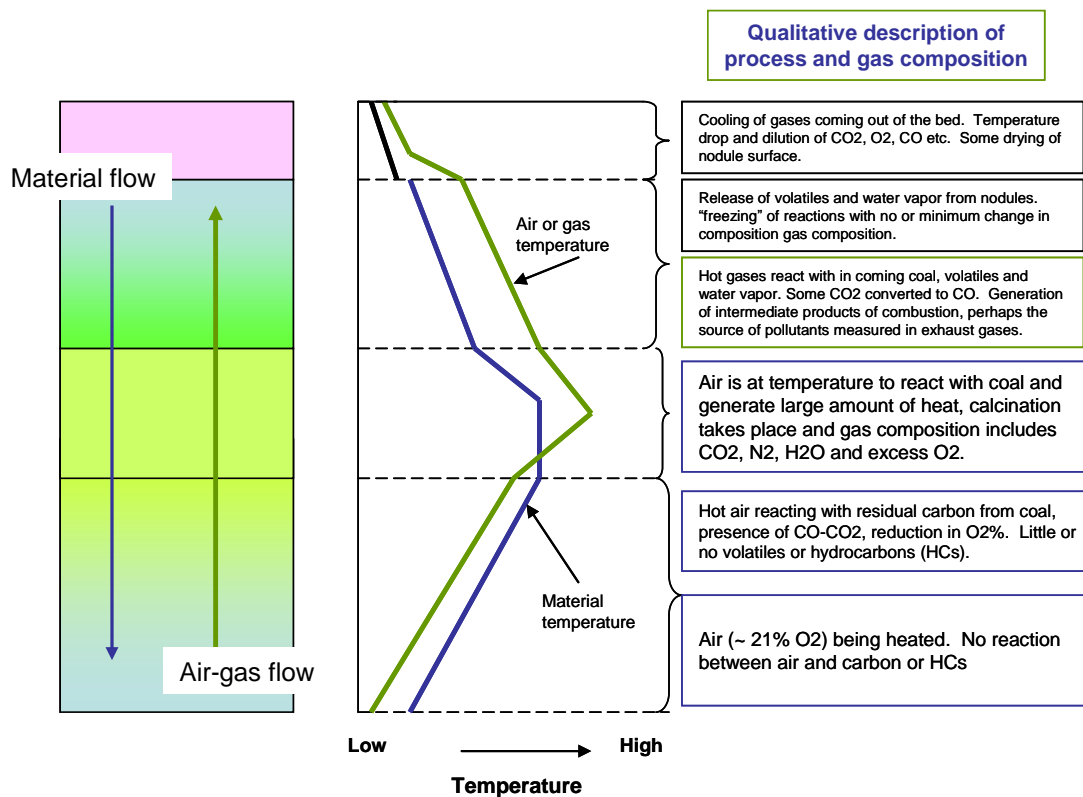 Qualitative description of
process and gas composition
Cooling of gases coming out of the bed. Temperature
drop and dilution of CO2, O2, CO etc. Some drying of
nodule surface.
Material flow
Release of volatiles and water vapor from nodules.
“freezing” of reactions with no or minimum change in
composition gas composition.
Air or gas
temperature
Hot gases react with in coming coal, volatiles and
water vapor. Some CO2 converted to CO. Generation
of intermediate products of combustion, perhaps the
source of pollutants measured in exhaust gases.
Air is at temperature to react with coal and
generate large amount of heat, calcination
takes place and gas composition includes
CO2, N2, H2O and excess O2.
Hot air reacting with residual carbon from coal,
presence of CO-CO2, reduction in O2%. Little or
no volatiles or hydrocarbons (HCs).
Material
temperature
Air (~ 21% O2) being heated. No reaction
between air and carbon or HCs
Air-gas flow
Low
High
Temperature